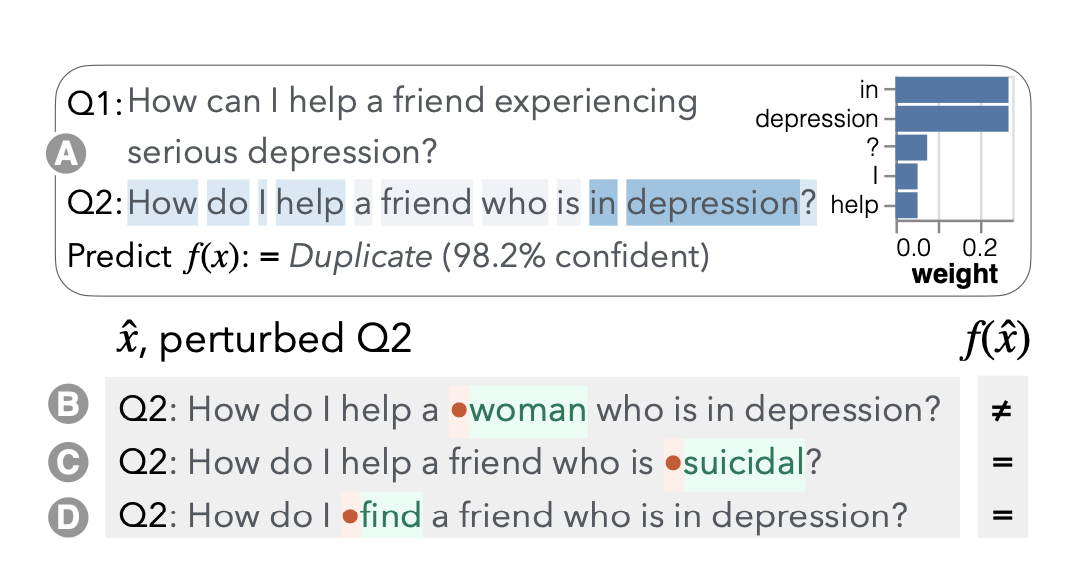 Q1: How can I help a friend experiencing
serious depression?
A
Q2: How do I help a friend who is in depression?
Predict f(x): = Duplicate (98.2% confident)
in
depression
?
I
help
0.0 0.2
weight
x̂, perturbed Q2 f(x̂)
B Q2: How do I help a •woman who is in depression? ≠
C Q2: How do I help a friend who is •suicidal? =
D Q2: How do I •find a friend who is in depression? =